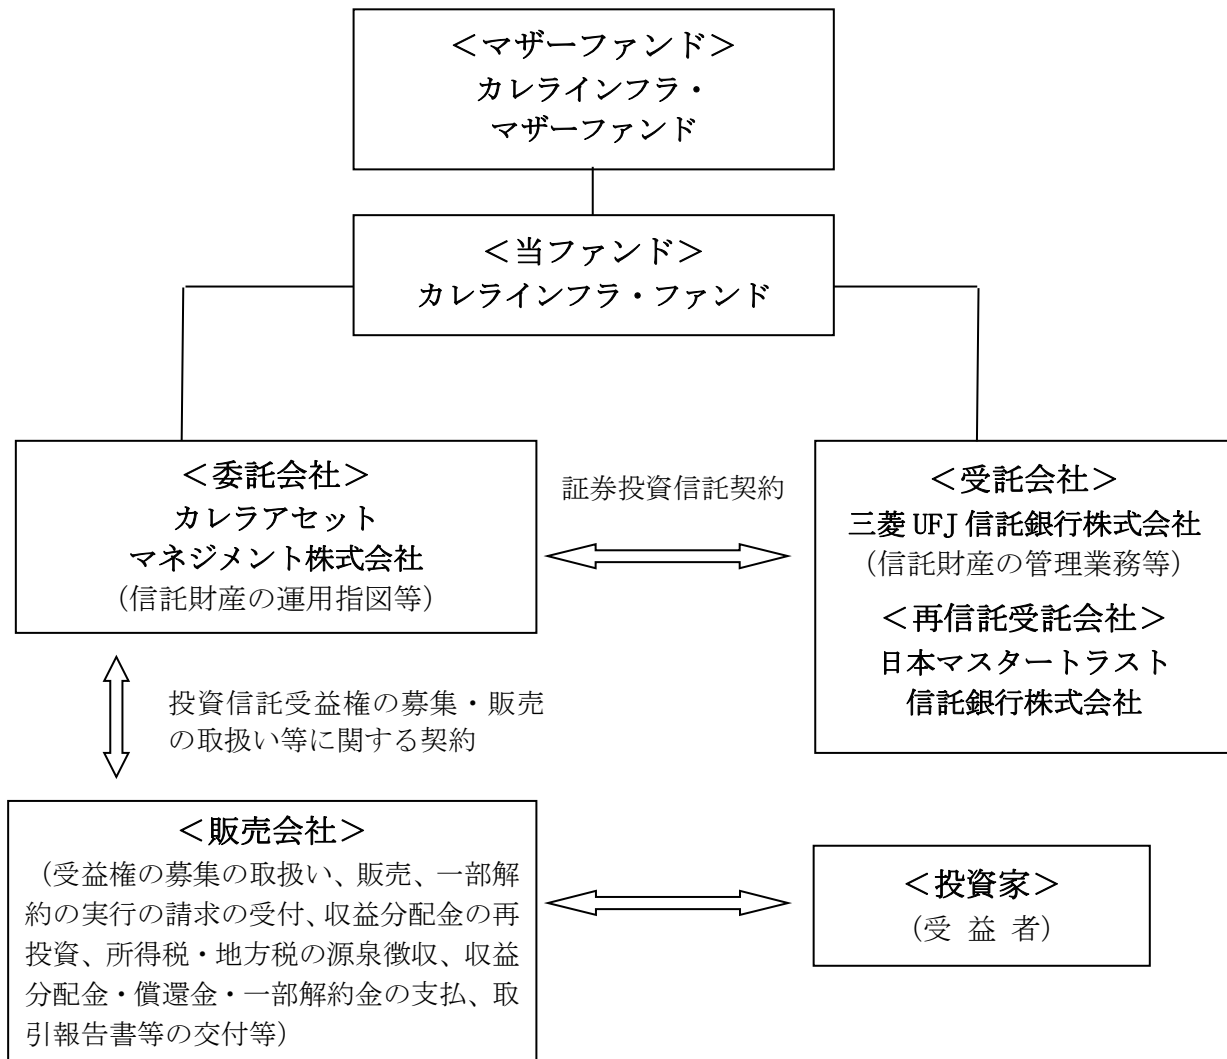 ＜マザーファンド＞
カレラインフラ・
マザーファンド
＜当ファンド＞
カレラインフラ・ファンド
＜委託会社＞
カレラアセット
マネジメント株式会社
（信託財産の運用指図等）
証券投資信託契約
＜受託会社＞
三菱 UFJ 信託銀行株式会社
（信託財産の管理業務等）
＜再信託受託会社＞
日本マスタートラスト
信託銀行株式会社
投資信託受益権の募集・販売
の取扱い等に関する契約
＜販売会社＞
（受益権の募集の取扱い、販売、一部解
約の実行の請求の受付、収益分配金の再
投資、所得税・地方税の源泉徴収、収益
分配金・償還金・一部解約金の支払、取
引報告書等の交付等）
＜投資家＞
（受 益 者）